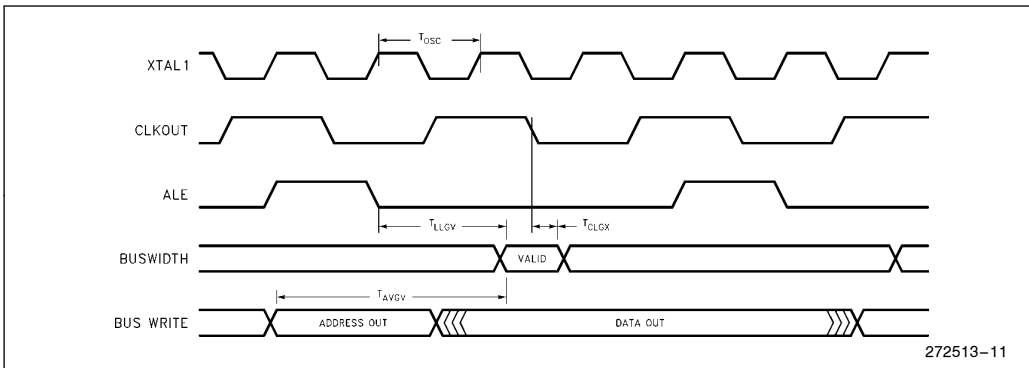 T_OSC
XTAL1
CLKOUT
ALE
T_LLGV T_CLGX
BUSWIDTH VALID
T_AVGV
BUS WRITE ADDRESS OUT DATA OUT
272513–11